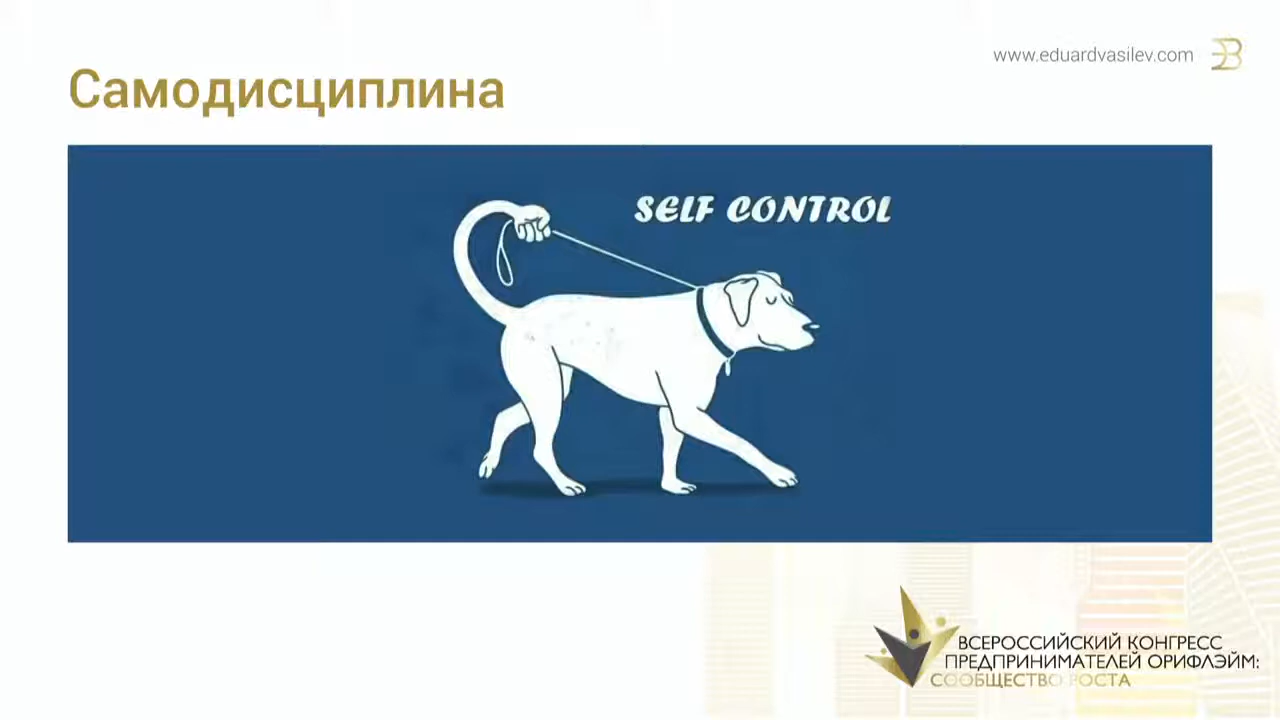 www.eduardvasilev.com
Самодисциплина
SELF CONTROL
ВСЕРОССИЙСКИЙ КОНГРЕСС
ПРЕДПРИНИМАТЕЛЕЙ ОРИФЛЭЙМ:
СООБЩЕСТВО РОСТА